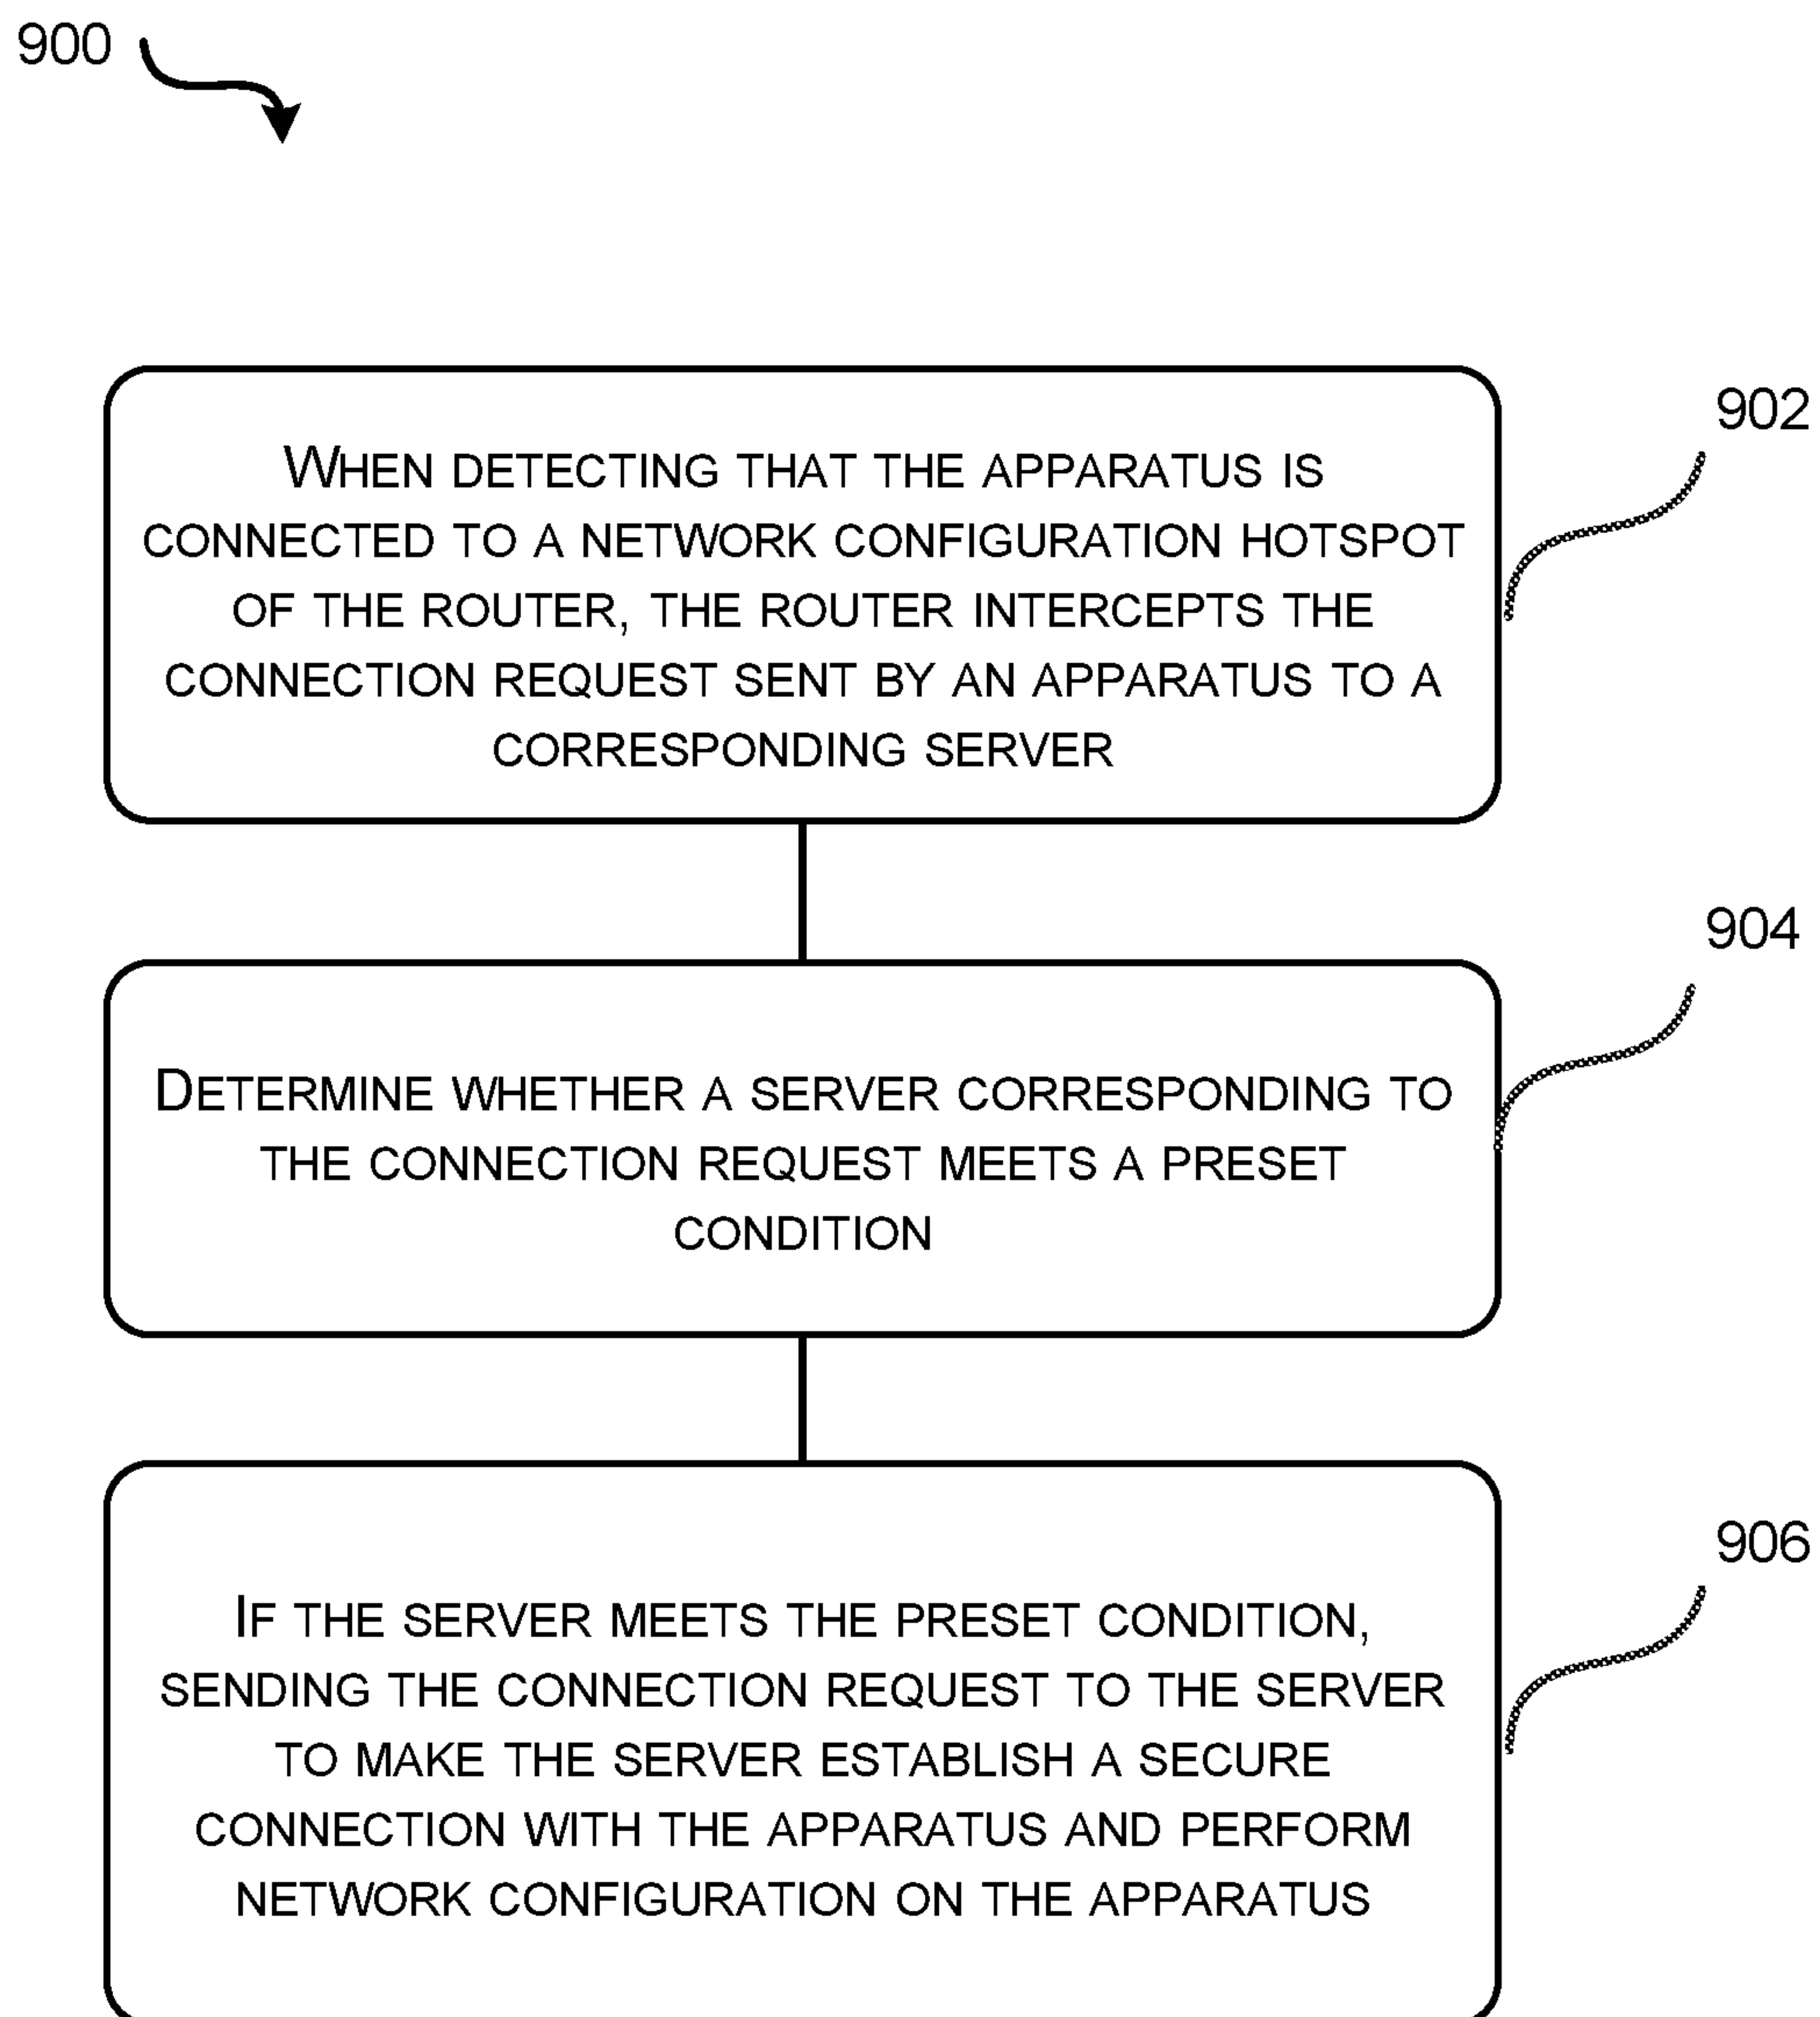 900
WHEN DETECTING THAT THE APPARATUS IS
CONNECTED TO A NETWORK CONFIGURATION HOTSPOT
OF THE ROUTER, THE ROUTER INTERCEPTS THE
CONNECTION REQUEST SENT BY AN APPARATUS TO A
CORRESPONDING SERVER
902
DETERMINE WHETHER A SERVER CORRESPONDING TO
THE CONNECTION REQUEST MEETS A PRESET
CONDITION
904
IF THE SERVER MEETS THE PRESET CONDITION,
SENDING THE CONNECTION REQUEST TO THE SERVER
TO MAKE THE SERVER ESTABLISH A SECURE
CONNECTION WITH THE APPARATUS AND PERFORM
NETWORK CONFIGURATION ON THE APPARATUS
906